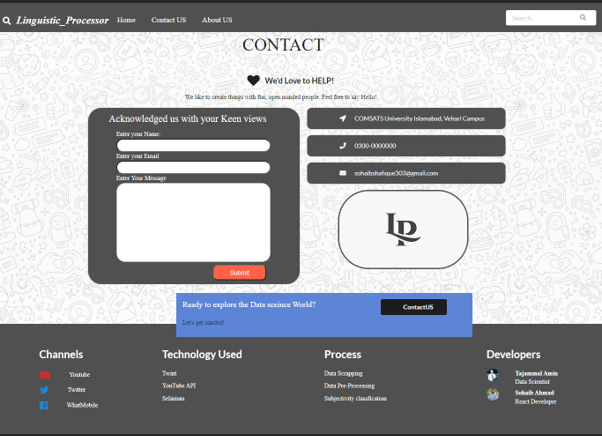 Linguistic_Processor Home Contact US About US Search..
CONTACT
We'd Love to HELP!
We like to create things with fun, open minded people. Feel free to say Hello!
Acknowledged us with your Keen views
Enter your Name:
Enter your Email
Enter Your Message
Submit
COMSATS University Islamabad, Vehari Campus
0300-0000000
sohaibshafique303@gmail.com
LP
Ready to explore the Data sceince World?
ContactUS
Let's get started!
Channels
Youtube
Twitter
WhatMobile
Technology Used
Twint
YouTube API
Selinium
Process
Data Scrapping
Data Pre-Processing
Subjectivity classification
Developers
Tajammal Amin
Data Scientist
Sohaib Ahmad
React Developer